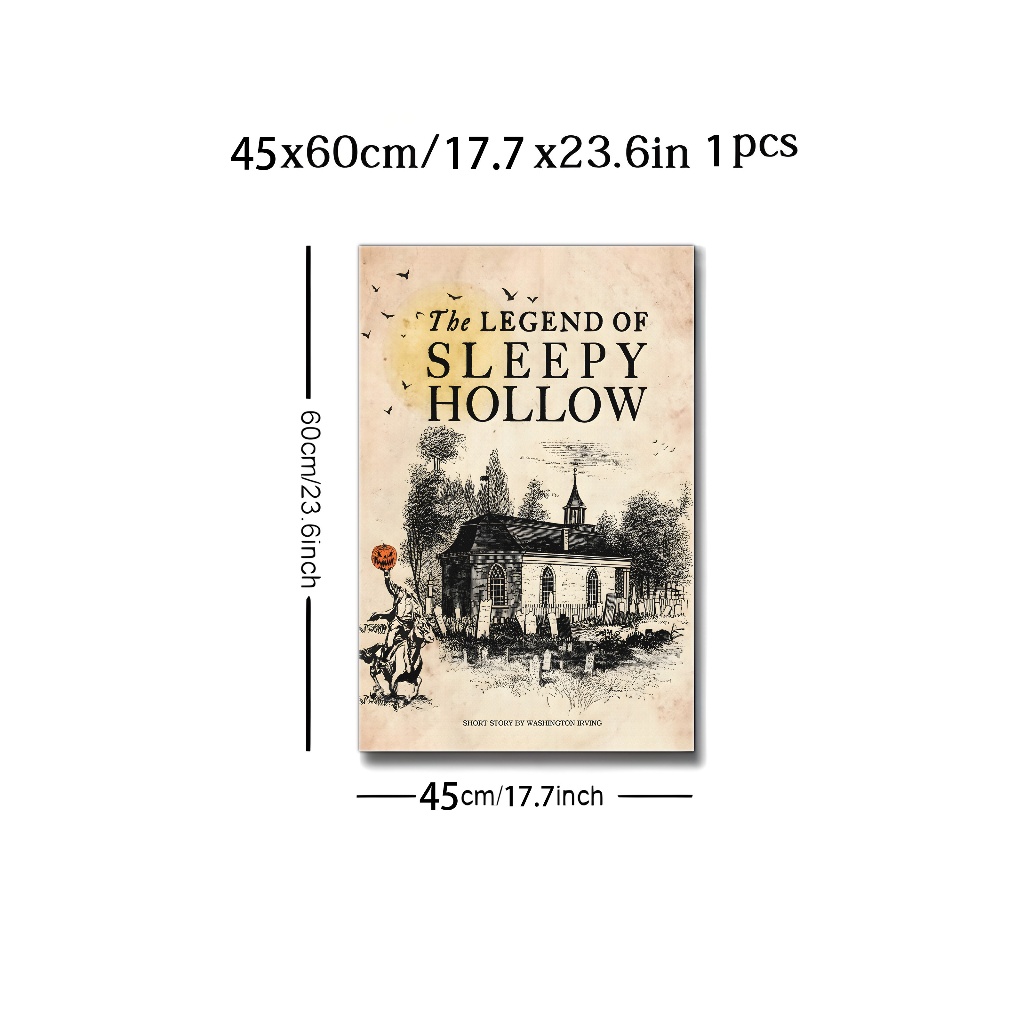 45x60cm/17.7 x23.6in 1pcs
The LEGEND OF
SLEEPY
HOLLOW
60cm/23.6inch
SHORT STORY BY WASHINGTON IRVING
45cm/17.7inch